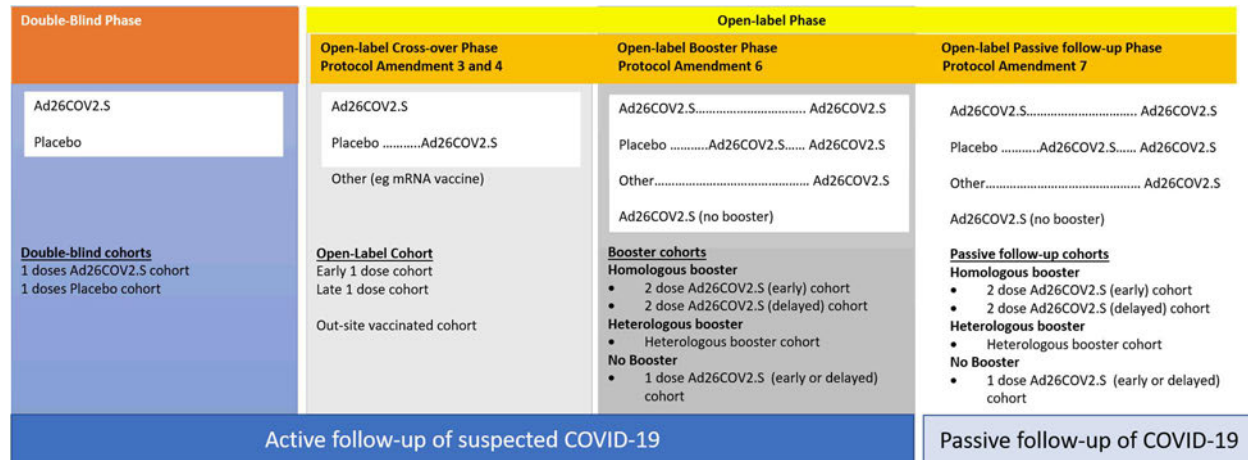 Double-Blind Phase
Open-label Phase
Open-label Cross-over Phase
Protocol Amendment 3 and 4
Open-label Booster Phase
Protocol Amendment 6
Open-label Passive follow-up Phase
Protocol Amendment 7
Ad26COV2.S
Placebo
Ad26COV2.S
Placebo ...........Ad26COV2.S
Other (eg mRNA vaccine)
Ad26COV2.S.............................. Ad26COV2.S
Placebo ...........Ad26COV2.S...... Ad26COV2.S
Other.......................................... Ad26COV2.S
Ad26COV2.S (no booster)
Ad26COV2.S.............................. Ad26COV2.S
Placebo ...........Ad26COV2.S...... Ad26COV2.S
Other.......................................... Ad26COV2.S
Ad26COV2.S (no booster)
Double-blind cohorts
1 doses Ad26COV2.S cohort
1 doses Placebo cohort
Open-Label Cohort
Early 1 dose cohort
Late 1 dose cohort
Out-site vaccinated cohort
Booster cohorts
Homologous booster
• 2 dose Ad26COV2.S (early) cohort
• 2 dose Ad26COV2.S (delayed) cohort
Heterologous booster
• Heterologous booster cohort
No Booster
• 1 dose Ad26COV2.S (early or delayed)
cohort
Passive follow-up cohorts
Homologous booster
• 2 dose Ad26COV2.S (early) cohort
• 2 dose Ad26COV2.S (delayed) cohort
Heterologous booster
• Heterologous booster cohort
No Booster
• 1 dose Ad26COV2.S (early or delayed)
cohort
Active follow-up of suspected COVID-19
Passive follow-up of COVID-19